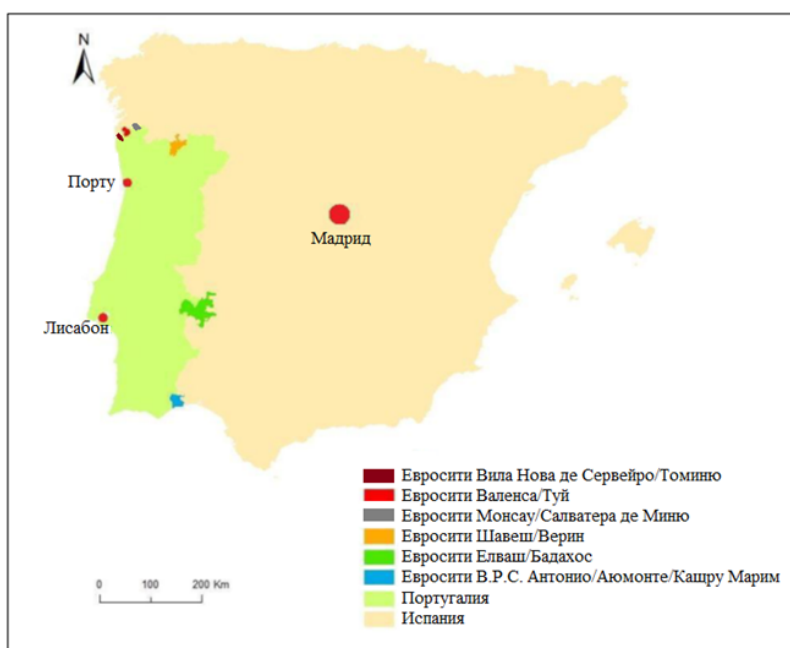 N
Порту
Мадрид
Лисабон
Евросити Вила Нова де Сервейро/Томиню
Евросити Валенса/Туй
Евросити Монсау/Салватера де Миню
Евросити Шавеш/Верин
Евросити Елваш/Бадахос
Евросити В.Р.С. Антонио/Аюмонте/Кащру Марим
Португалия
Испания
0 100 200 Km